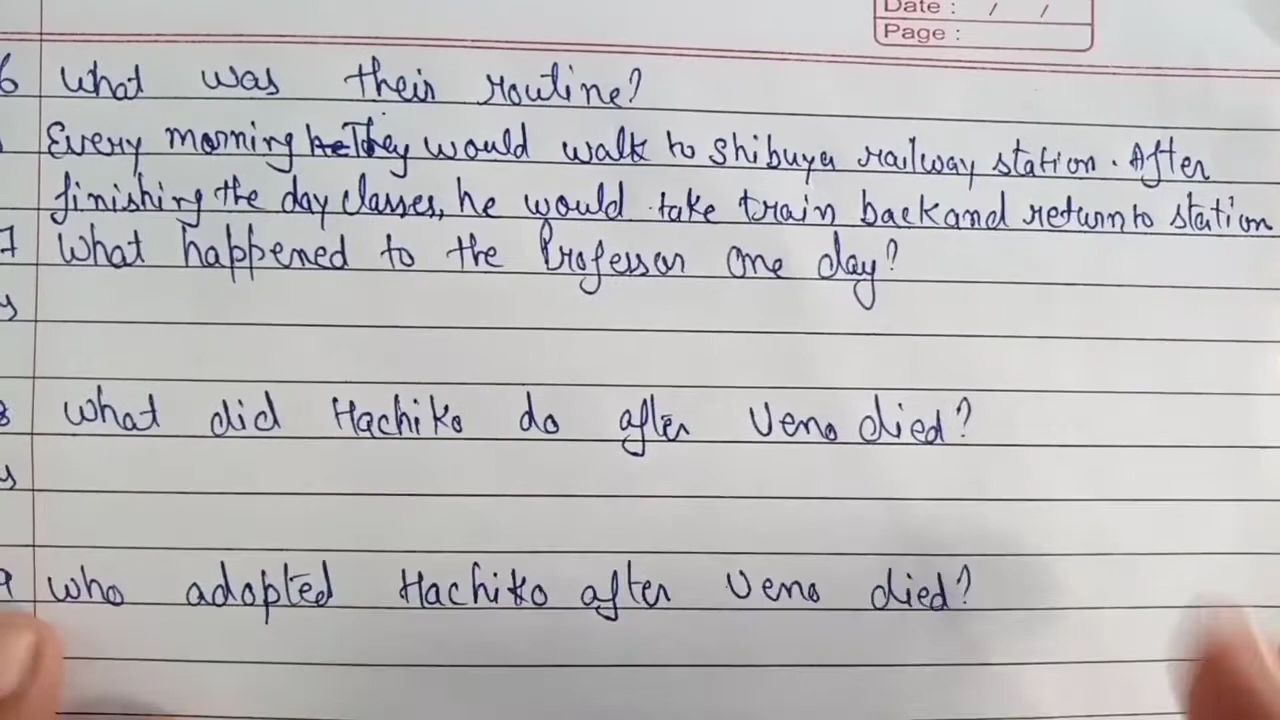 Date : / /
Page :
6 What was their routine?
Every morning he They would walk to Shibuya railway station. After
finishing the day classes, he would take train back and return to station
7 What happened to the Professor one day?
8 What did Hachiko do after Ueno died?
9 Who adopted Hachiko after Ueno died?